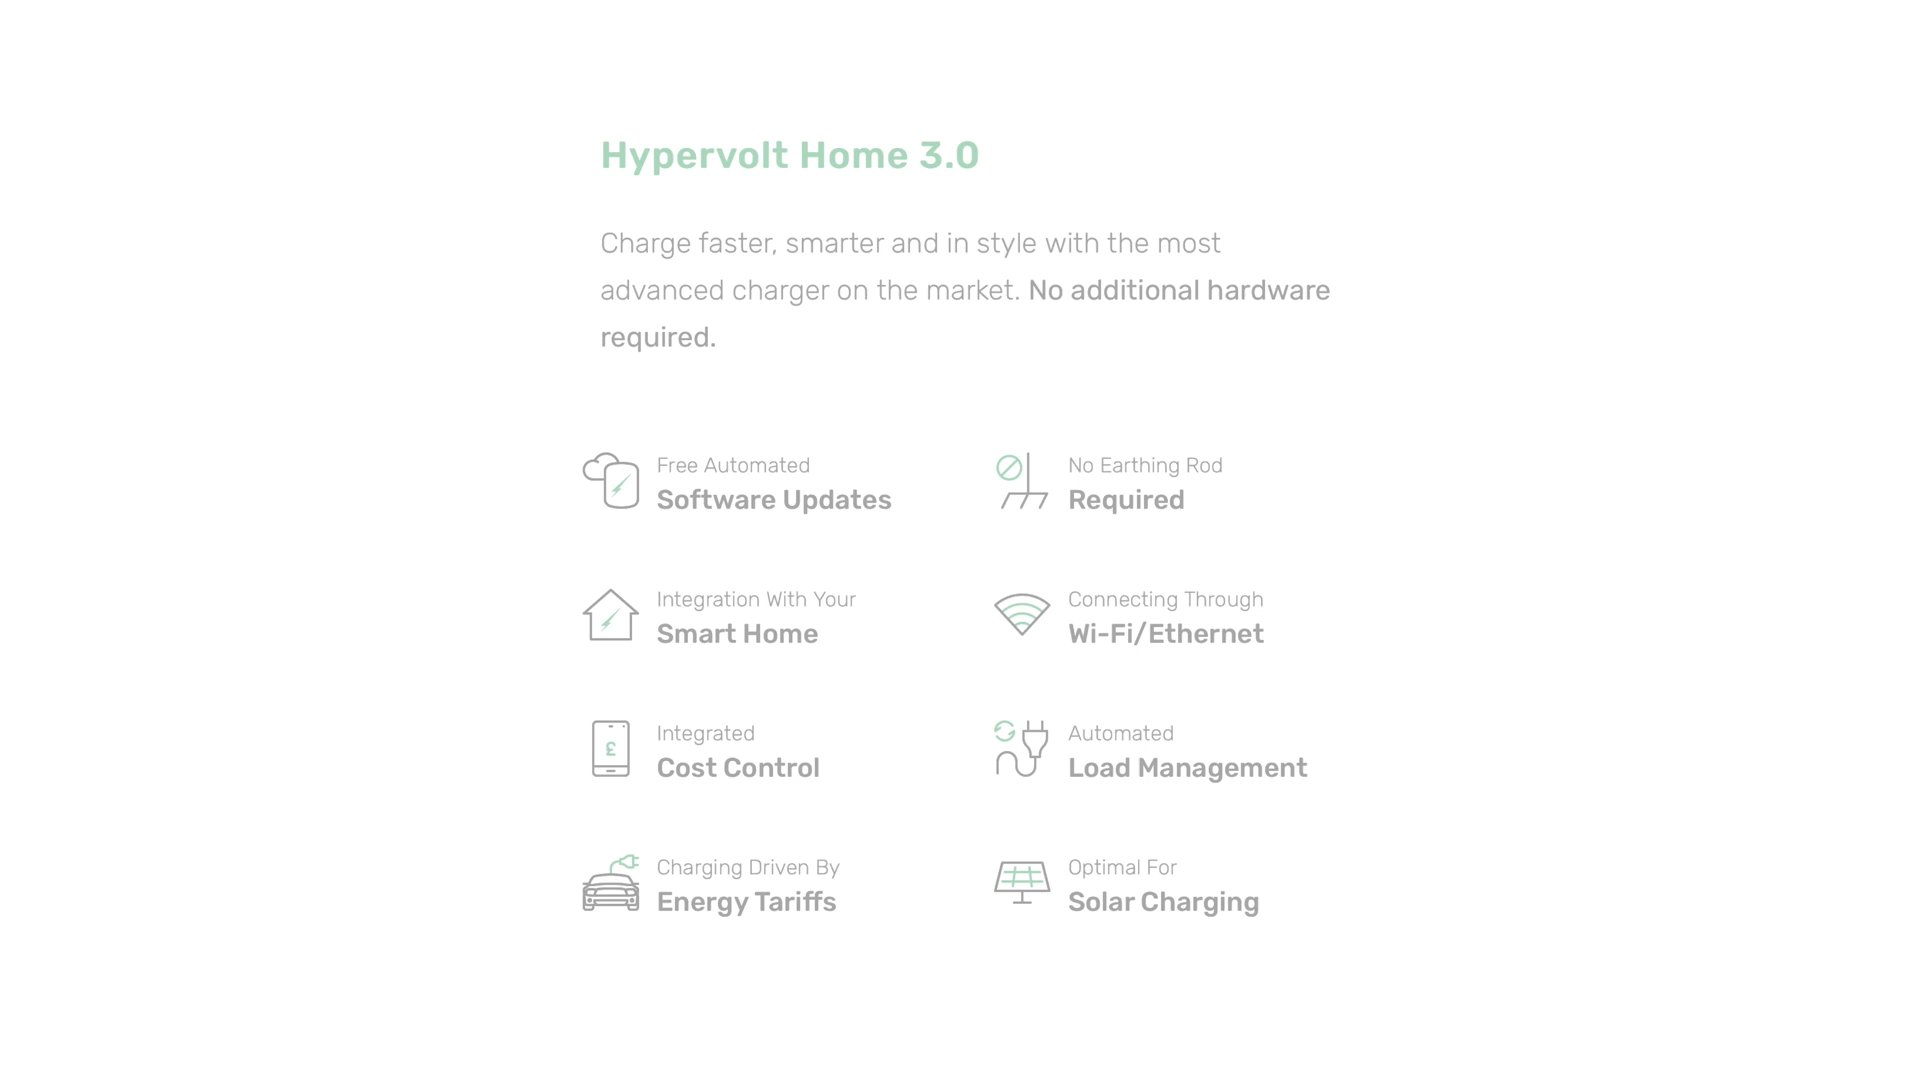 Hypervolt Home 3.0
Charge faster, smarter and in style with the most
advanced charger on the market. No additional hardware
required.
Free Automated
Software Updates
No Earthing Rod
Required
Integration With Your
Smart Home
Connecting Through
Wi-Fi/Ethernet
£
Integrated
Cost Control
Automated
Load Management
Charging Driven By
Energy Tariffs
Optimal For
Solar Charging